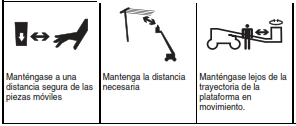 Manténgase a una
distancia segura de las
piezas móviles
Mantenga la distancia
necesaria
Manténgase lejos de la
trayectoria de la
plataforma en
movimiento.